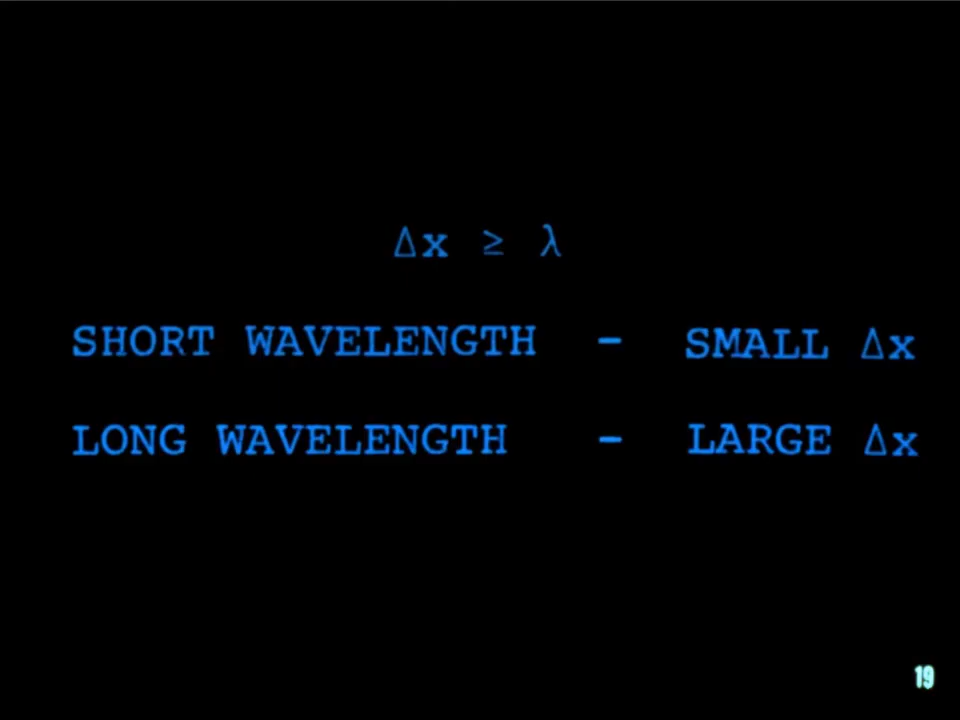 Δx ≥ λ
SHORT WAVELENGTH - SMALL Δx
LONG WAVELENGTH - LARGE Δx
19